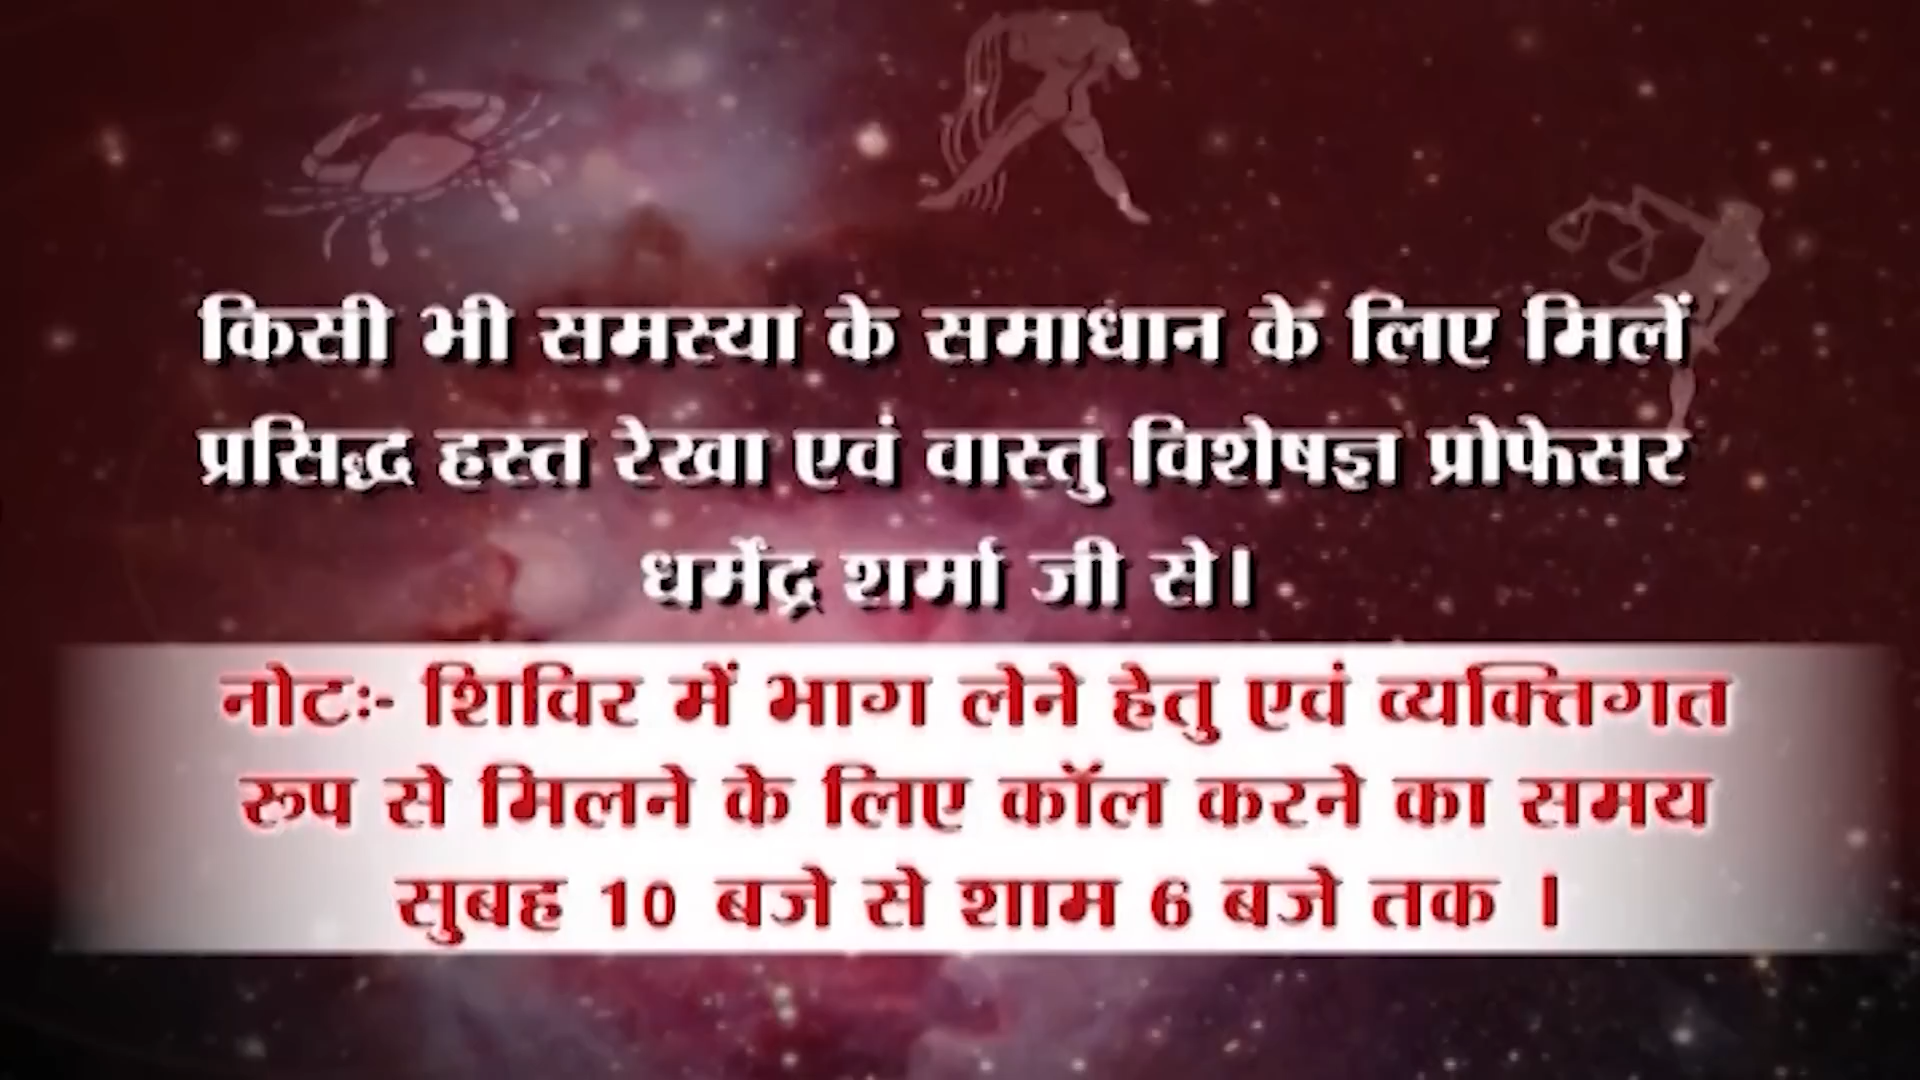 किसी भी समस्या के समाधान के लिए मिलें
प्रसिद्ध हस्त रेखा एवं वास्तु विशेषज्ञ प्रोफेसर
धर्मेंद्र शर्मा जी से।
नोटः- शिविर में भाग लेने हेतु एवं व्यक्तिगत
रूप से मिलने के लिए कॉल करने का समय
सुबह 10 बजे से शाम 6 बजे तक ।